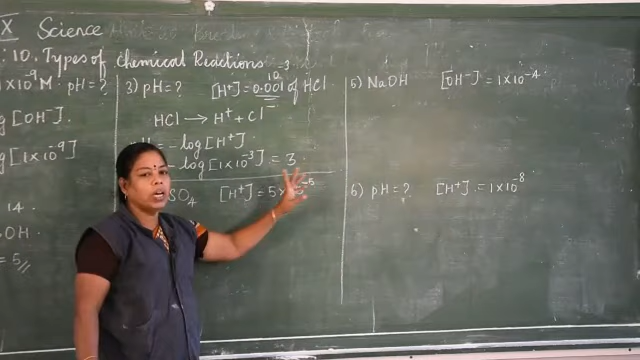 X Science
: 10. Types of Chemical Reactions
1×10⁻⁹ M. pH=?
g [OH⁻].
g [1×10⁻⁹]
14.
OH
= 5 //
3) pH=? [H⁺]=0.001 of HCl
10⁻³
HCl → H⁺ + Cl⁻
= -log [H⁺].
-log [1×10⁻³] = 3.
SO₄ [H⁺] = 5× ⁻⁵
5) NaOH [OH⁻] = 1×10⁻⁴
6) pH=? [H⁺] = 1×10⁻⁸